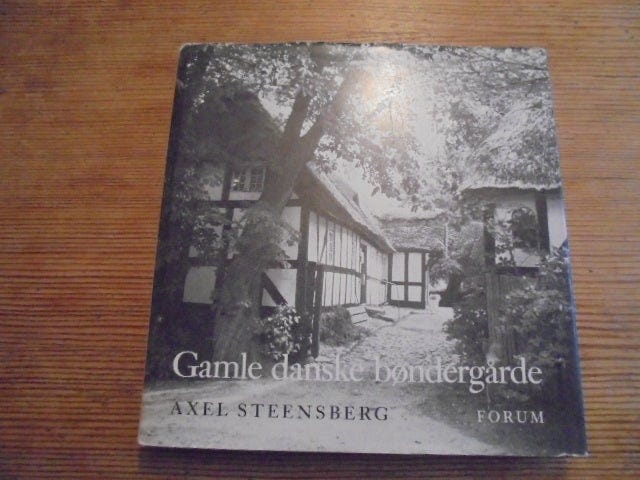 Gamle danske bøndergårde
AXEL STEENSBERG FORUM